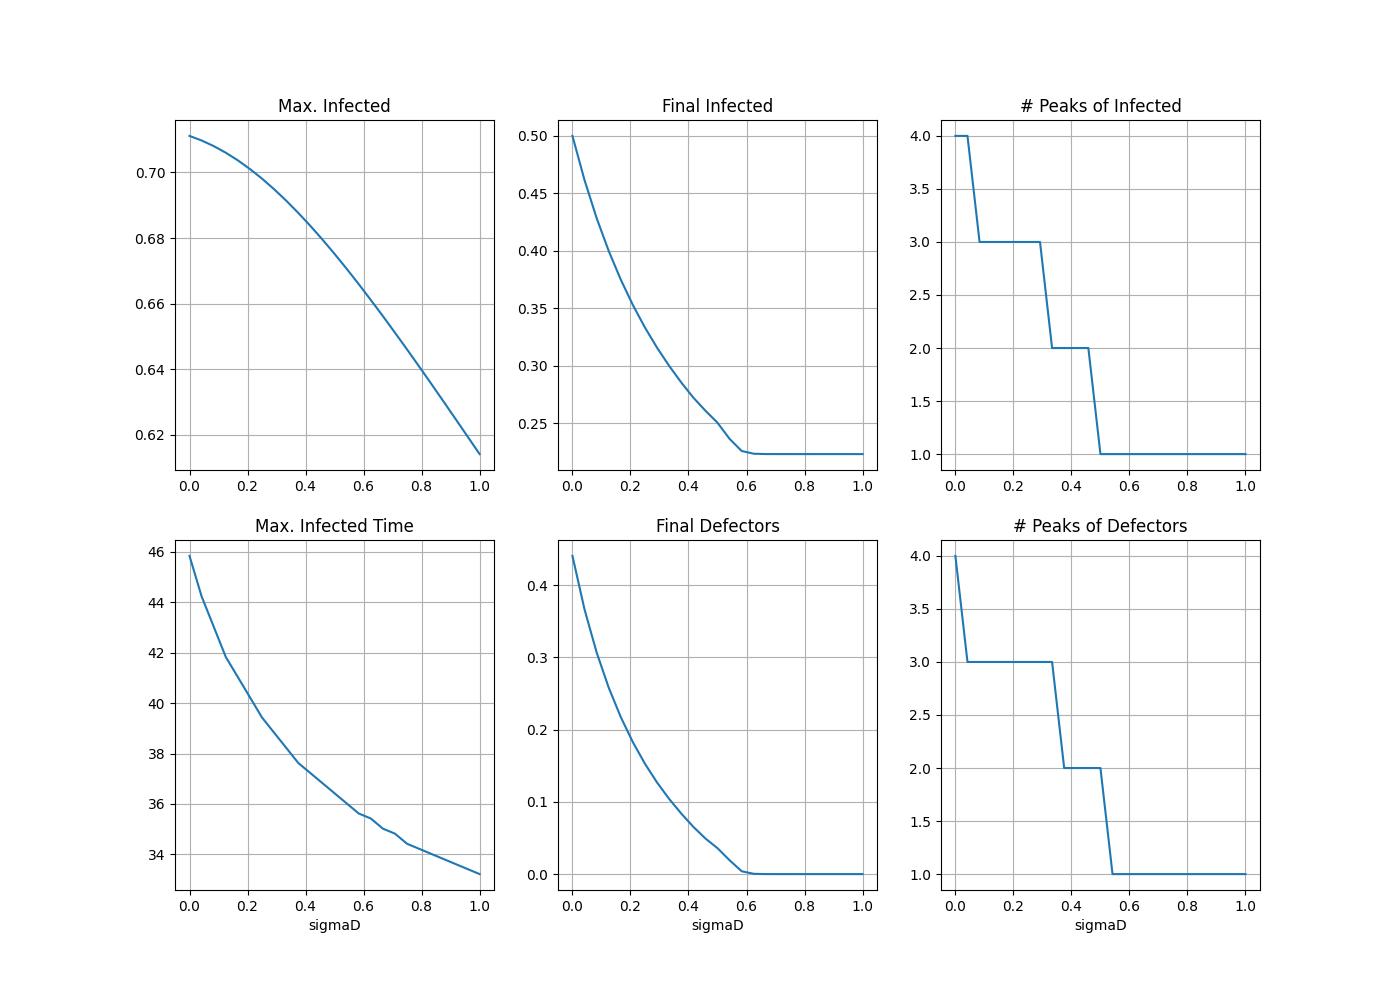 Max. Infected
0.70
0.68
0.66
0.64
0.62
0.0 0.2 0.4 0.6 0.8 1.0
Final Infected
0.50
0.45
0.40
0.35
0.30
0.25
0.0 0.2 0.4 0.6 0.8 1.0
# Peaks of Infected
4.0
3.5
3.0
2.5
2.0
1.5
1.0
0.0 0.2 0.4 0.6 0.8 1.0
Max. Infected Time
46
44
42
40
38
36
34
0.0 0.2 0.4 0.6 0.8 1.0
sigmaD
Final Defectors
0.4
0.3
0.2
0.1
0.0
0.0 0.2 0.4 0.6 0.8 1.0
sigmaD
# Peaks of Defectors
4.0
3.5
3.0
2.5
2.0
1.5
1.0
0.0 0.2 0.4 0.6 0.8 1.0
sigmaD